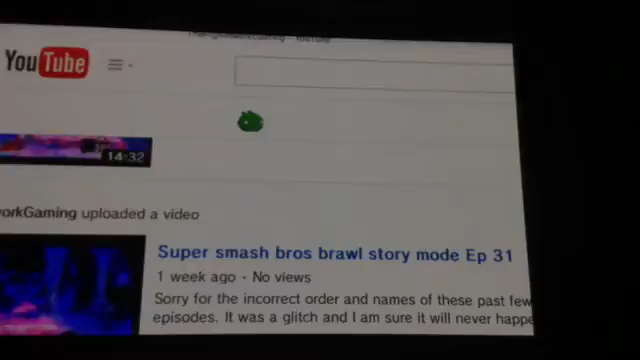 YouTube
14:32
orkGaming uploaded a video
Super smash bros brawl story mode Ep 31
1 week ago - No views
Sorry for the incorrect order and names of these past few
episodes. It was a glitch and I am sure it will never happe